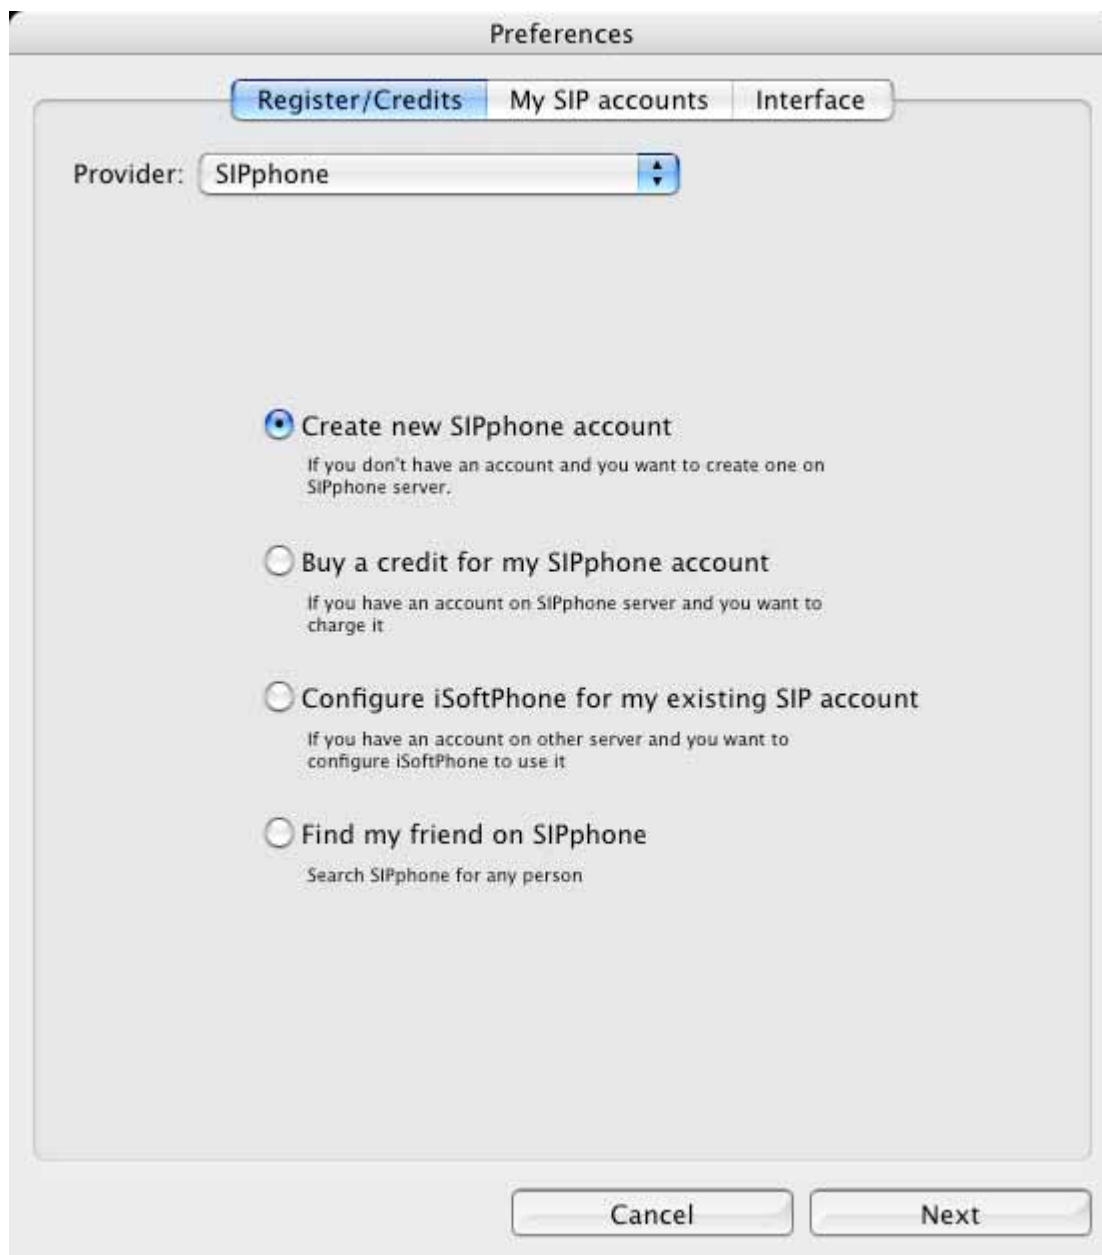 Preferences
Register/Credits My SIP accounts Interface
Provider: SIPphone
Create new SIPphone account
If you don't have an account and you want to create one on
SIPphone server.
Buy a credit for my SIPphone account
If you have an account on SIPphone server and you want to
charge it
Configure iSoftPhone for my existing SIP account
If you have an account on other server and you want to
configure iSoftPhone to use it
Find my friend on SIPphone
Search SIPphone for any person
Cancel Next